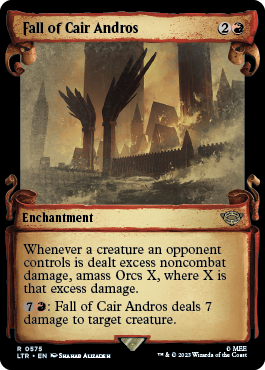 Fall of Cair Andros 2
Enchantment
Whenever a creature an opponent
controls is dealt excess noncombat
damage, amass Orcs X, where X is
that excess damage.
7 : Fall of Cair Andros deals 7
damage to target creature.
R 0575
LTR • EN Shahab Alizadeh
© MEE
™ & © 2023 Wizards of the Coast